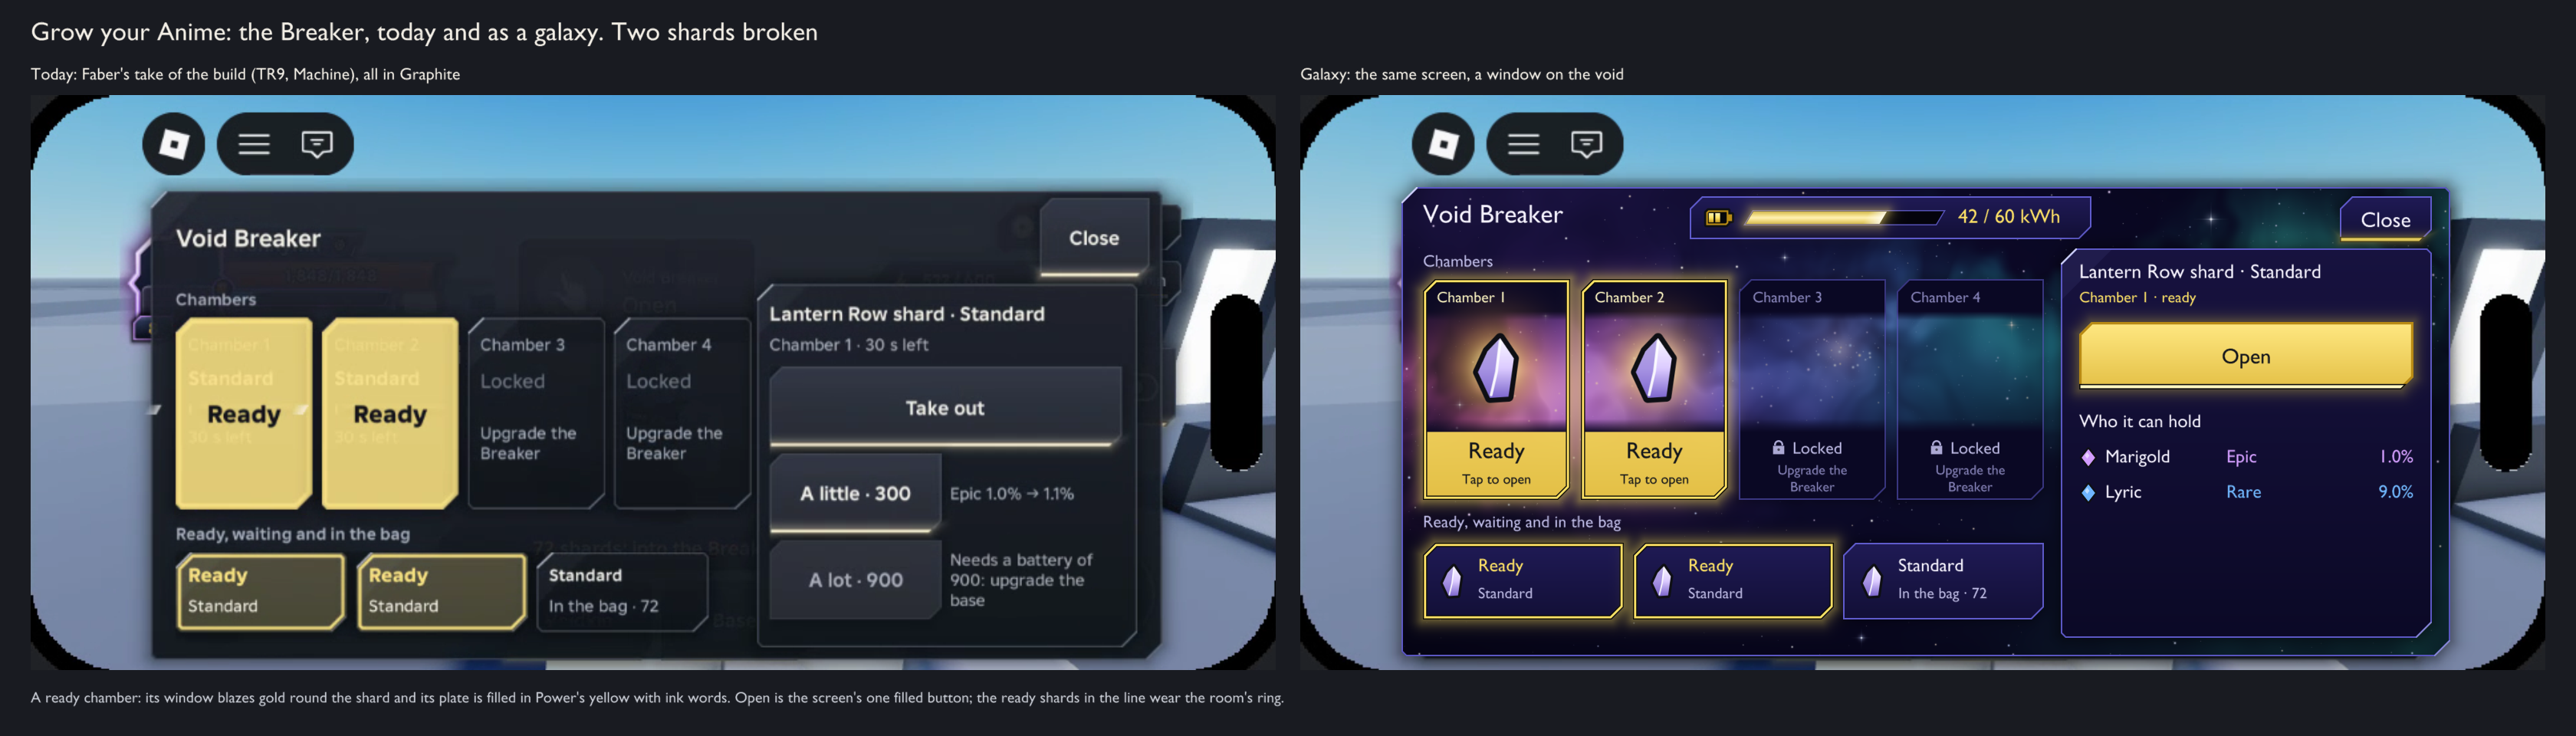 Grow your Anime: the Breaker, today and as a galaxy. Two shards broken
Today: Faber's take of the build (TR9, Machine), all in Graphite
Void Breaker
Close
Chambers
Chamber 1
Standard
Ready
30 s left
Chamber 2
Standard
Ready
30 s left
Chamber 3
Locked
Upgrade the
Breaker
Chamber 4
Locked
Upgrade the
Breaker
Ready, waiting and in the bag
Ready
Standard
Ready
Standard
Standard
In the bag · 72
Lantern Row shard · Standard
Chamber 1 · 30 s left
Take out
A little · 300
Epic 1.0% → 1.1%
A lot · 900
Needs a battery of
900: upgrade the
base
Galaxy: the same screen, a window on the void
Void Breaker
42 / 60 kWh
Close
Chambers
Chamber 1
Ready
Tap to open
Chamber 2
Ready
Tap to open
Chamber 3
Locked
Upgrade the
Breaker
Chamber 4
Locked
Upgrade the
Breaker
Ready, waiting and in the bag
Ready
Standard
Ready
Standard
Standard
In the bag · 72
Lantern Row shard · Standard
Chamber 1 · ready
Open
Who it can hold
Marigold Epic 1.0%
Lyric Rare 9.0%
A ready chamber: its window blazes gold round the shard and its plate is filled in Power's yellow with ink words. Open is the screen's one filled button; the ready shards in the line wear the room's ring.